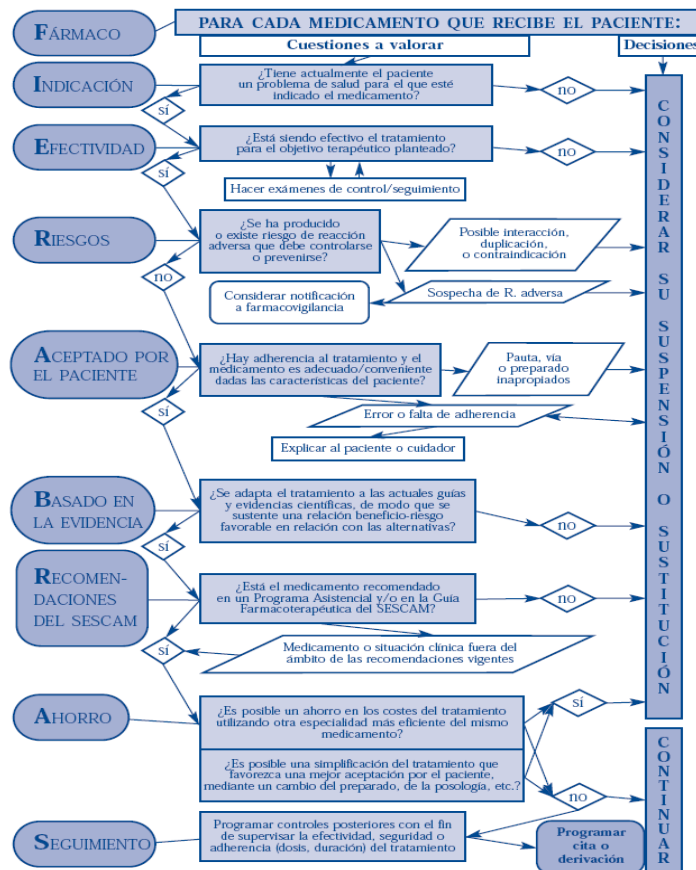 FÁRMACO
PARA CADA MEDICAMENTO QUE RECIBE EL PACIENTE:
Cuestiones a valorar
Decisiones
INDICACIÓN
¿Tiene actualmente el paciente
un problema de salud para el que esté
indicado el medicamento?
no
sí
EFECTIVIDAD
¿Está siendo efectivo el tratamiento
para el objetivo terapéutico planteado?
no
sí
Hacer exámenes de control/seguimiento
RIESGOS
¿Se ha producido
o existe riesgo de reacción
adversa que debe controlarse
o prevenirse?
Posible interacción,
duplicación,
o contraindicación
no
Considerar notificación
a farmacovigilancia
Sospecha de R. adversa
ACEPTADO POR
EL PACIENTE
¿Hay adherencia al tratamiento y el
medicamento es adecuado/conveniente
dadas las características del paciente?
Pauta, vía
o preparado
inapropiados
sí
Error o falta de adherencia
Explicar al paciente o cuidador
BASADO EN
LA EVIDENCIA
¿Se adapta el tratamiento a las actuales guías
y evidencias científicas, de modo que se
sustente una relación beneficio-riesgo
favorable en relación con las alternativas?
no
sí
RECOMEN-
DACIONES
DEL SESCAM
¿Está el medicamento recomendado
en un Programa Asistencial y/o en la Guía
Farmacoterapéutica del SESCAM?
no
sí
Medicamento o situación clínica fuera del
ámbito de las recomendaciones vigentes
AHORRO
¿Es posible un ahorro en los costes del tratamiento
utilizando otra especialidad más eficiente del mismo
medicamento?
sí
¿Es posible una simplificación del tratamiento que
favorezca una mejor aceptación por el paciente,
mediante un cambio del preparado, de la posología, etc.?
no
SEGUIMIENTO
Programar controles posteriores con el fin
de supervisar la efectividad, seguridad o
adherencia (dosis, duración) del tratamiento
Programar
cita o
derivación
CONSIDERAR SU SUSPENSIÓN O SUSTITUCIÓN
CONTINUAR